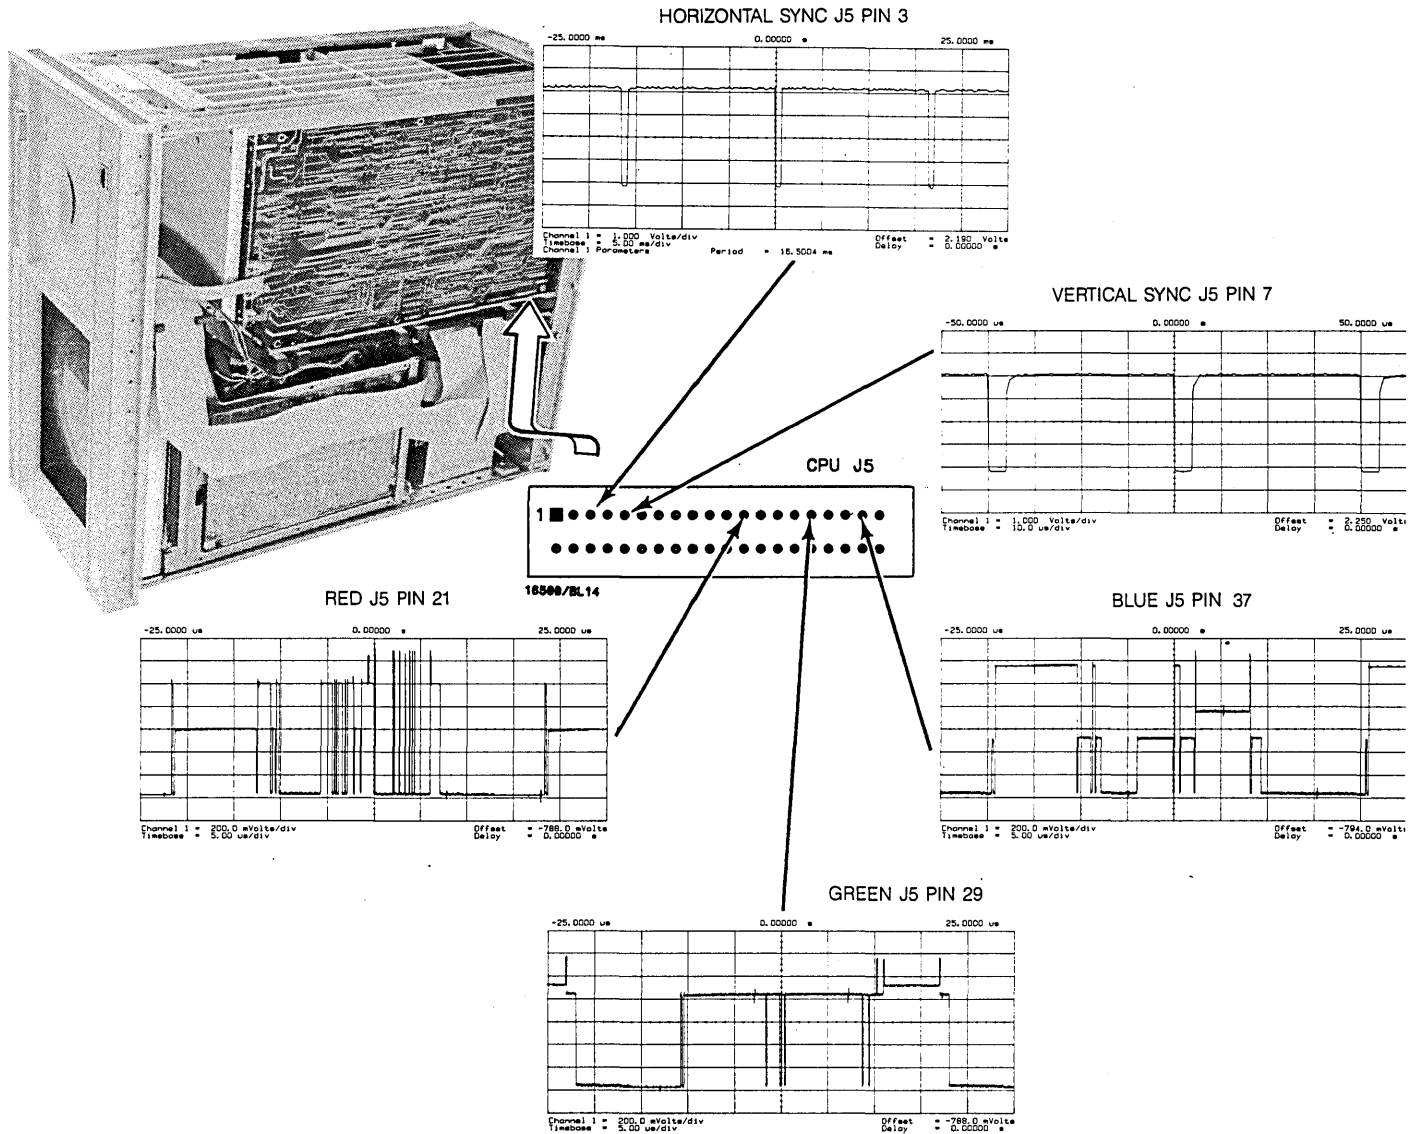 HORIZONTAL SYNC J5 PIN 3
-25.0000 ms 0.00000 s 25.0000 ms
Channel 1 = 1.000 Volts/div Offset = 2.190 Volts
Timebase = 5.00 ms/div Delay = 0.00000 s
Channel 1 Parameters Period = 16.5004 ms
VERTICAL SYNC J5 PIN 7
-50.0000 us 0.00000 s 50.0000 us
Channel 1 = 1.000 Volts/div Offset = 2.250 Volts
Timebase = 10.0 us/div Delay = 0.00000 s
CPU J5
1
16500/BL14
RED J5 PIN 21
-25.0000 us 0.00000 s 25.0000 us
Channel 1 = 200.0 mVolts/div Offset = -788.0 mVolts
Timebase = 5.00 us/div Delay = 0.00000 s
BLUE J5 PIN 37
-25.0000 us 0.00000 s 25.0000 us
Channel 1 = 200.0 mVolts/div Offset = -794.0 mVolts
Timebase = 5.00 us/div Delay = 0.00000 s
GREEN J5 PIN 29
-25.0000 us 0.00000 s 25.0000 us
Channel 1 = 200.0 mVolts/div Offset = -788.0 mVolts
Timebase = 5.00 us/div Delay = 0.00000 s